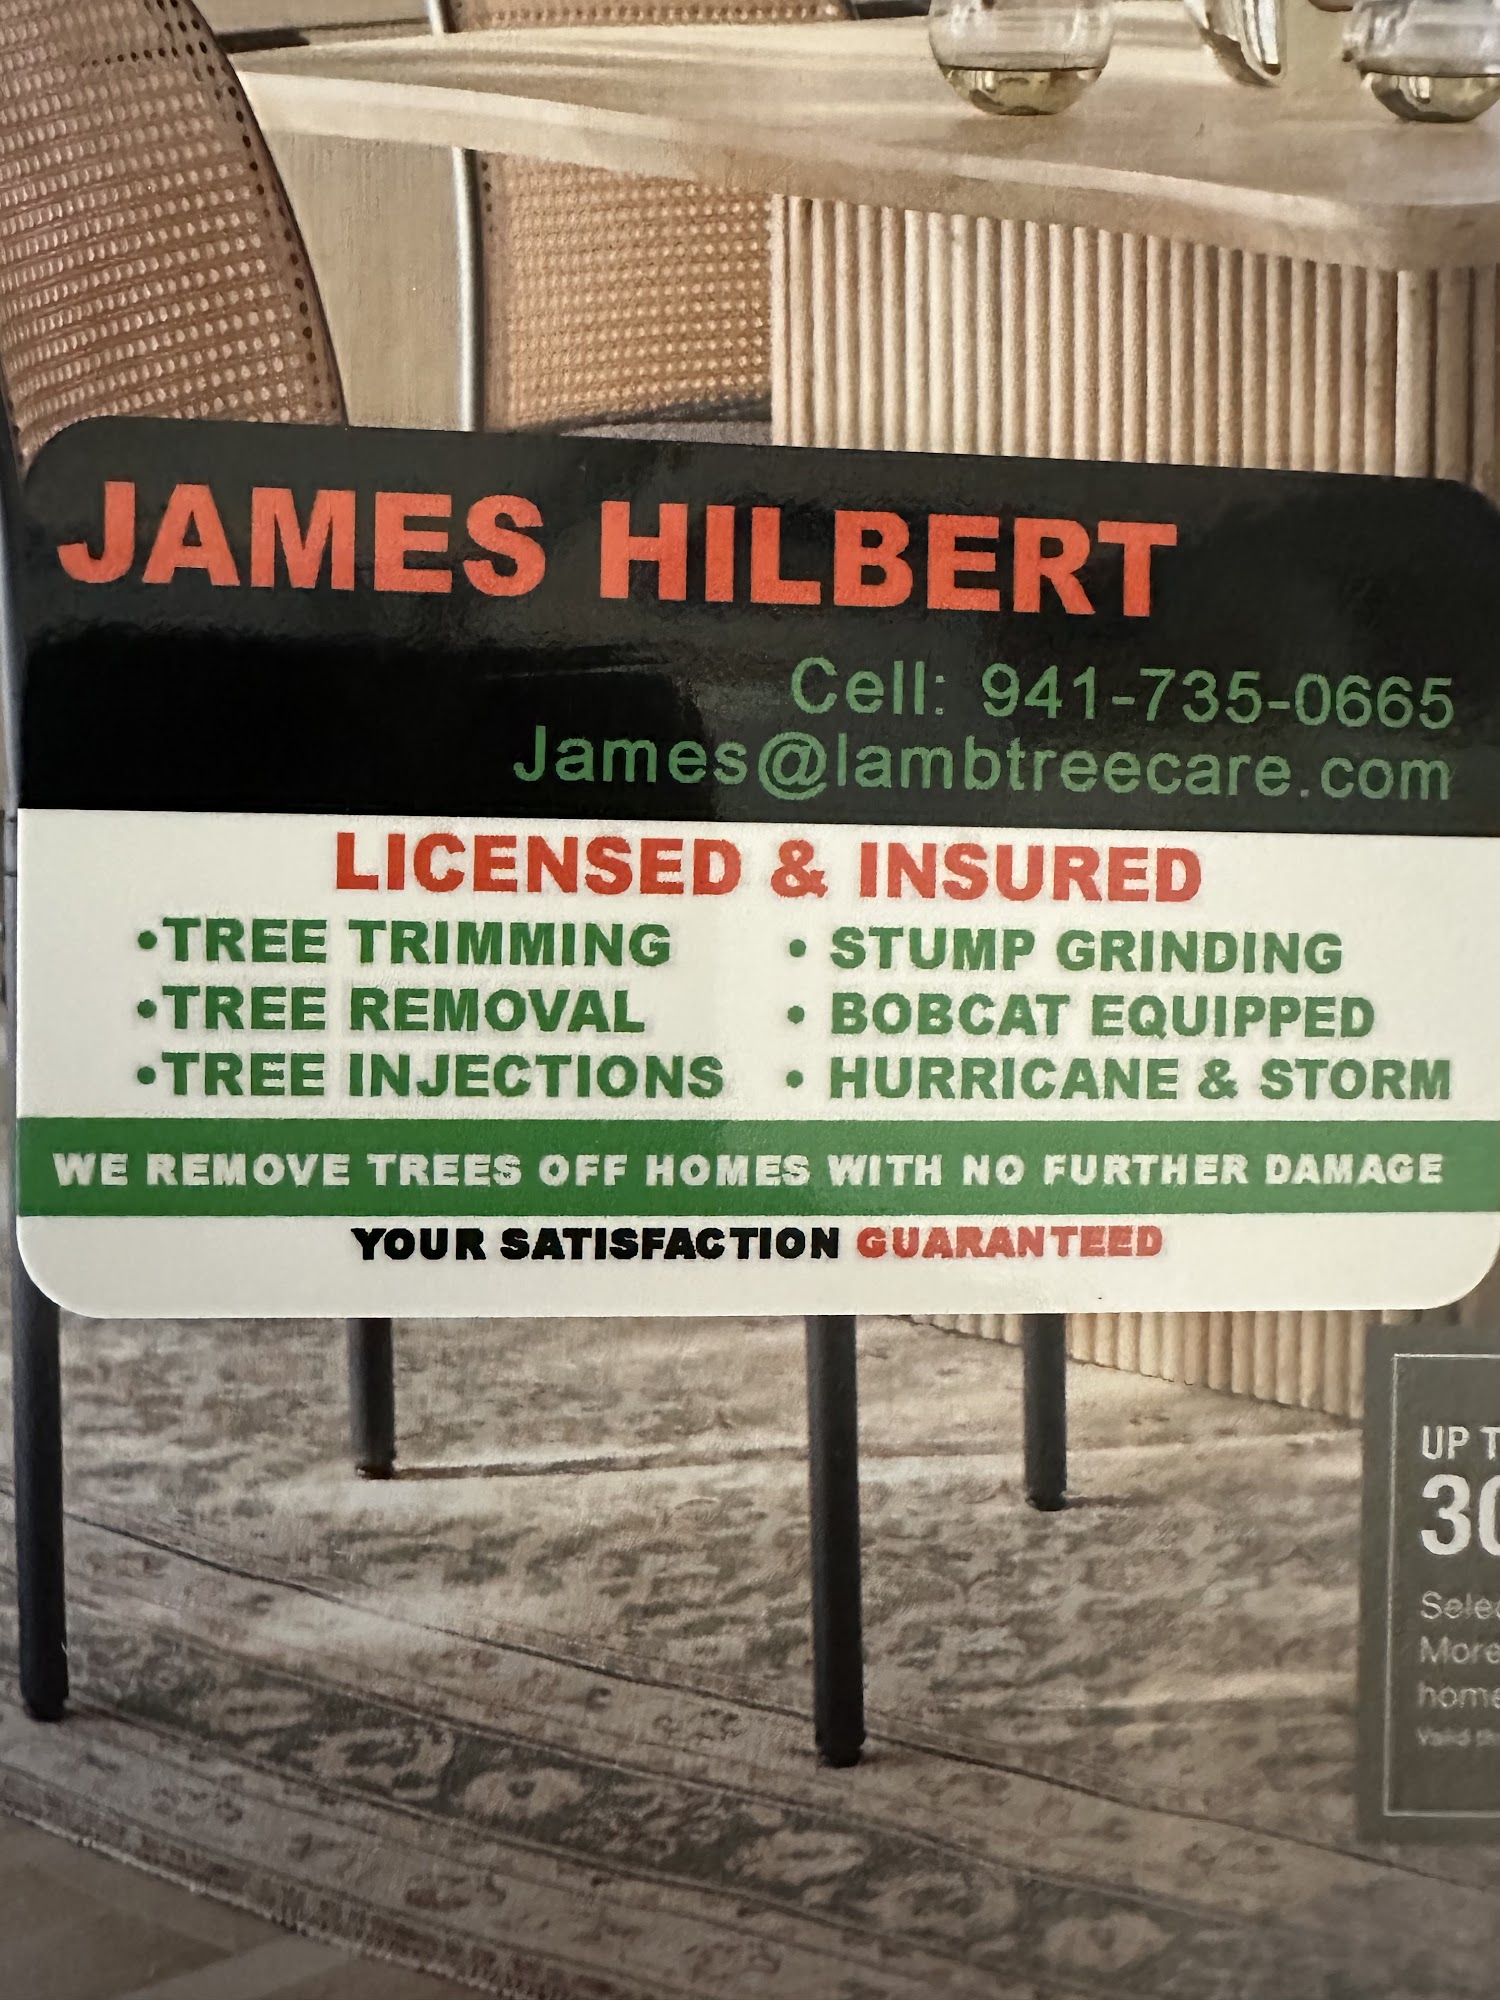 JAMES HILBERT
Cell: 941-735-0665
James@lambtreecare.com
LICENSED & INSURED
•TREE TRIMMING
•TREE REMOVAL
•TREE INJECTIONS
• STUMP GRINDING
• BOBCAT EQUIPPED
• HURRICANE & STORM
WE REMOVE TREES OFF HOMES WITH NO FURTHER DAMAGE
YOUR SATISFACTION GUARANTEED
UP
30
More